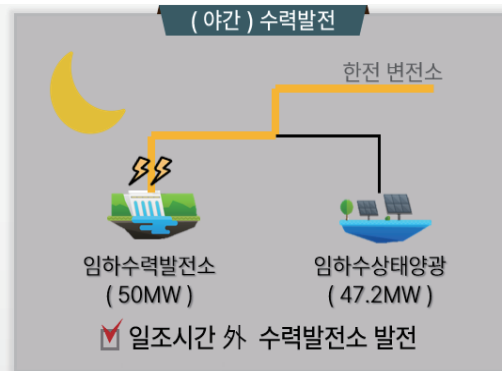 ( 야간 ) 수력발전
한전 변전소
임하수력발전소
( 50MW )
임하수상태양광
( 47.2MW )
일조시간 外 수력발전소 발전